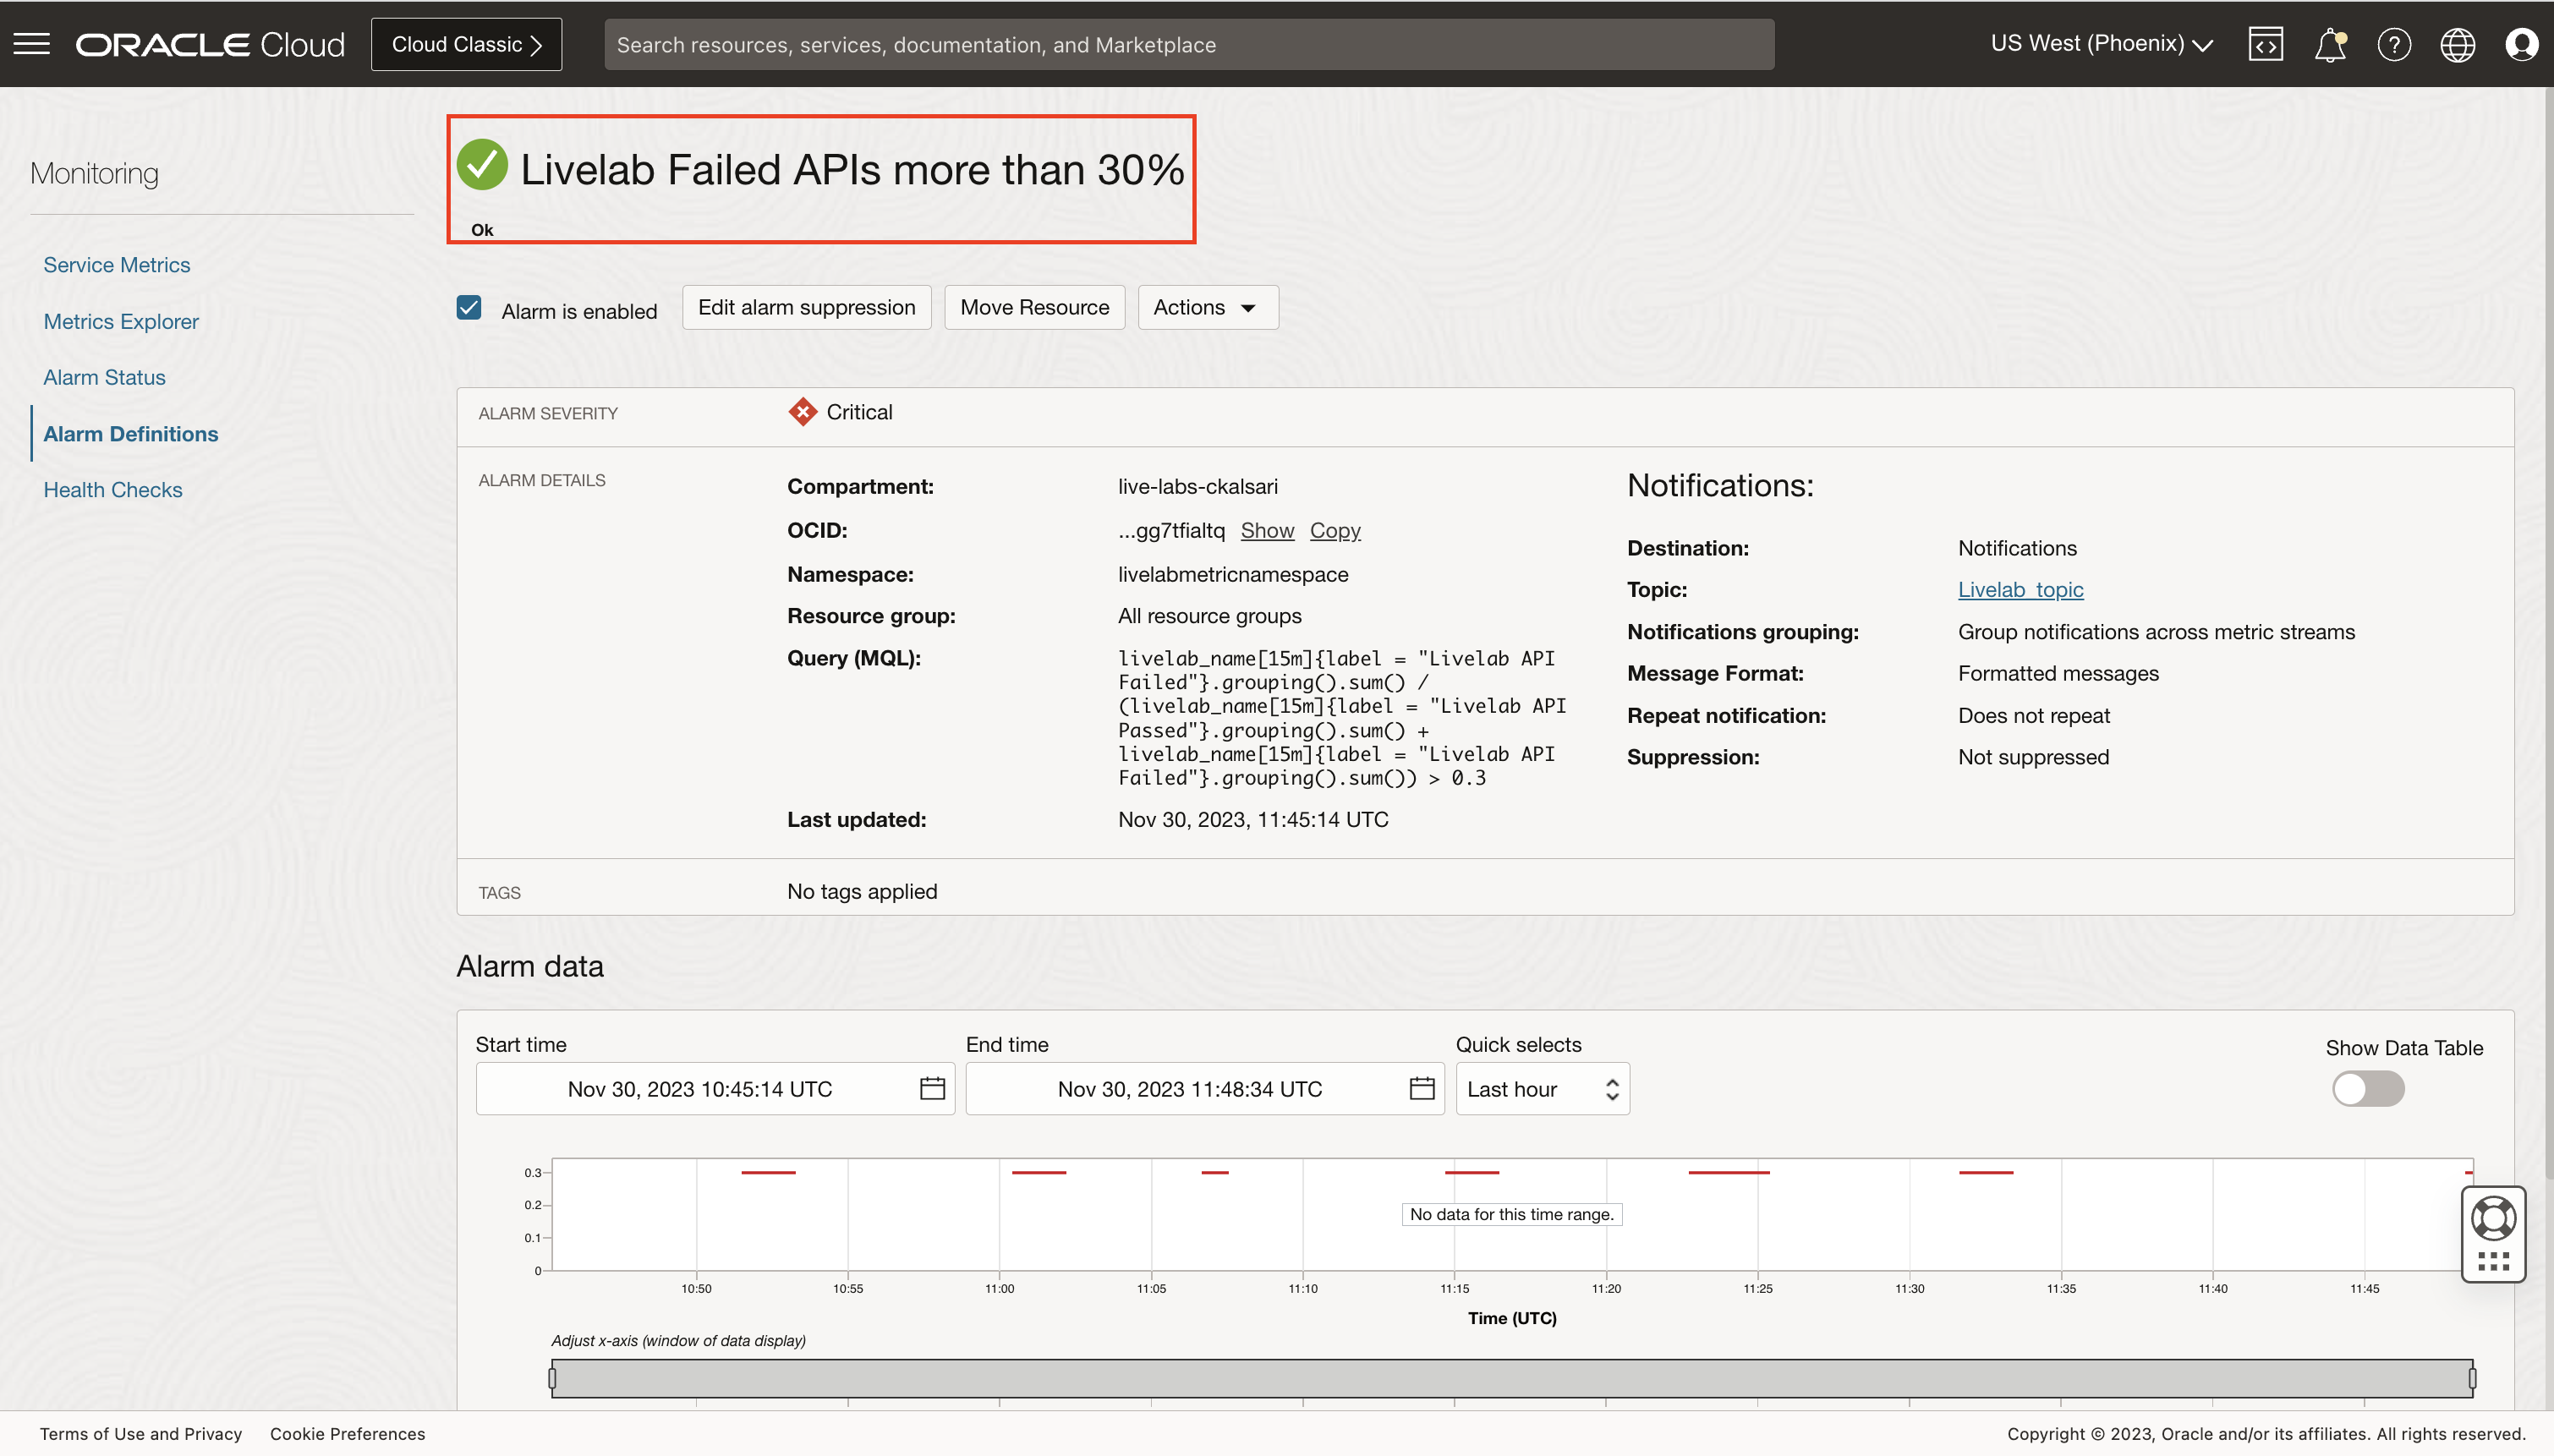 ORACLE Cloud
Cloud Classic
Search resources, services, documentation, and Marketplace
US West (Phoenix)
Monitoring
Service Metrics
Metrics Explorer
Alarm Status
Alarm Definitions
Health Checks
Livelab Failed APIs more than 30%
Ok
Alarm is enabled
Edit alarm suppression
Move Resource
Actions
ALARM SEVERITY
Critical
ALARM DETAILS
Compartment: live-labs-ckalsari
OCID: ...gg7tfialtq Show Copy
Namespace: livelabmetricnamespace
Resource group: All resource groups
Query (MQL): livelab_name[15m]{label = "Livelab API
Failed"}.grouping().sum() /
(livelab_name[15m]{label = "Livelab API
Passed"}.grouping().sum() +
livelab_name[15m]{label = "Livelab API
Failed"}.grouping().sum()) > 0.3
Last updated: Nov 30, 2023, 11:45:14 UTC
Notifications:
Destination: Notifications
Topic: Livelab_topic
Notifications grouping: Group notifications across metric streams
Message Format: Formatted messages
Repeat notification: Does not repeat
Suppression: Not suppressed
TAGS
No tags applied
Alarm data
Start time
Nov 30, 2023 10:45:14 UTC
End time
Nov 30, 2023 11:48:34 UTC
Quick selects
Last hour
Show Data Table
0.3
0.2
0.1
0
No data for this time range.
10:50 10:55 11:00 11:05 11:10 11:15 11:20 11:25 11:30 11:35 11:40 11:45
Time (UTC)
Adjust x-axis (window of data display)
Terms of Use and Privacy
Cookie Preferences
Copyright © 2023, Oracle and/or its affiliates. All rights reserved.